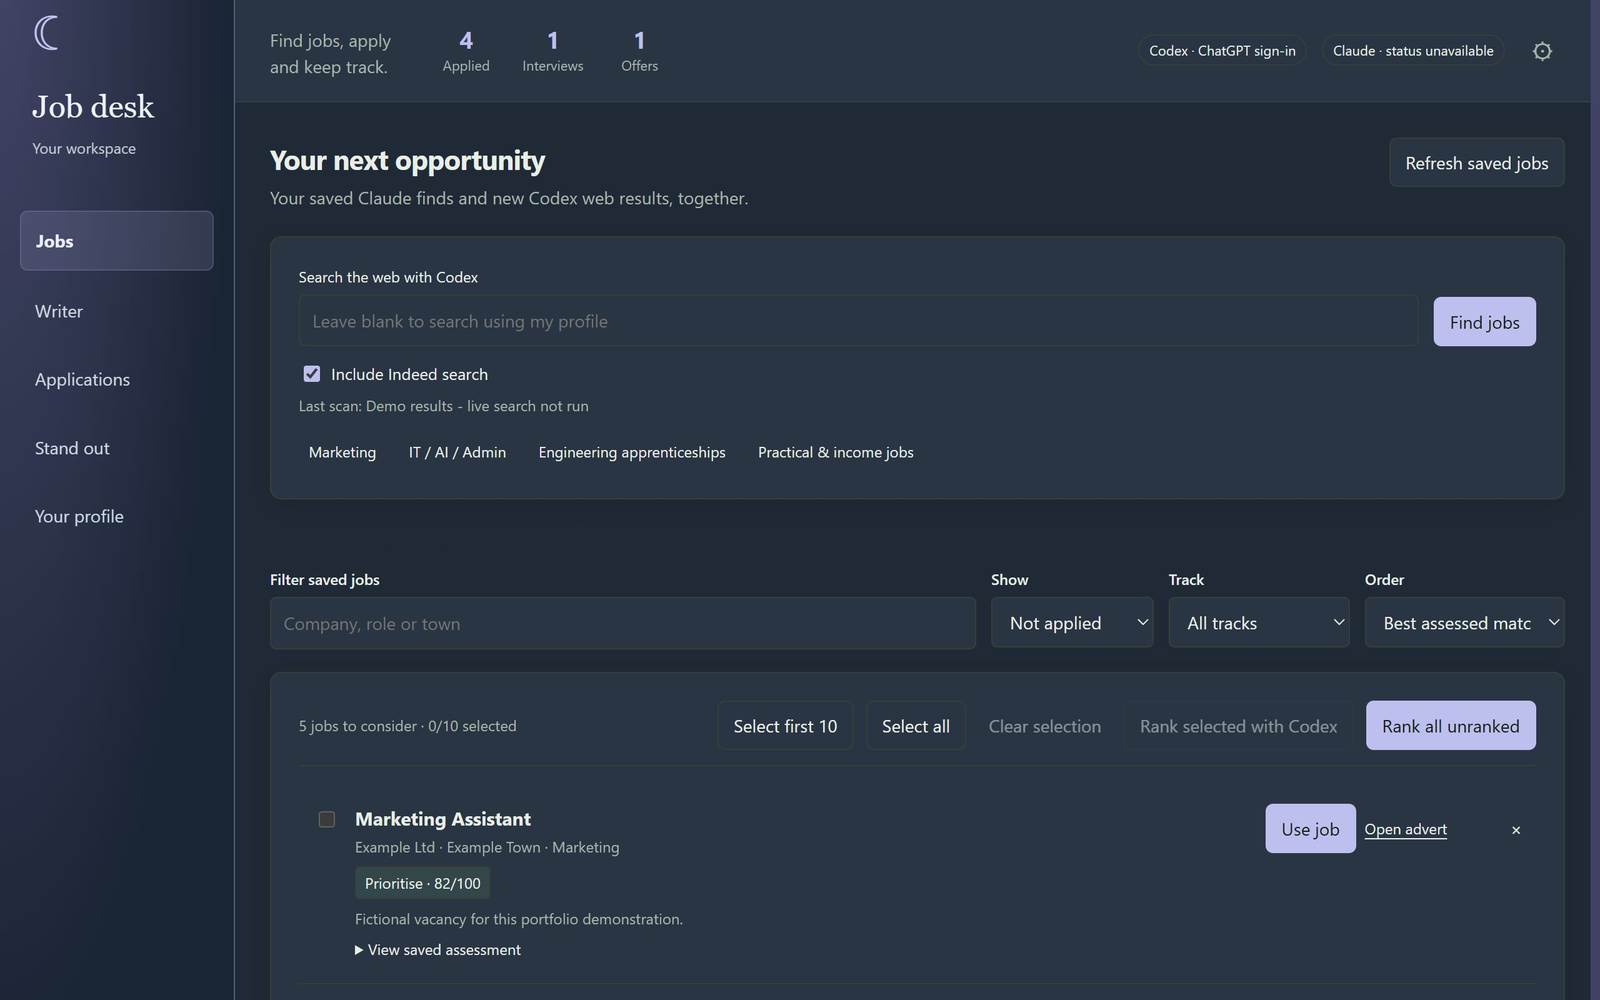 Job desk
Your workspace
Jobs
Writer
Applications
Stand out
Your profile
Find jobs, apply
and keep track.
4
Applied
1
Interviews
1
Offers
Codex · ChatGPT sign-in
Claude · status unavailable
Your next opportunity
Your saved Claude finds and new Codex web results, together.
Refresh saved jobs
Search the web with Codex
Leave blank to search using my profile
Find jobs
Include Indeed search
Last scan: Demo results - live search not run
Marketing
IT / AI / Admin
Engineering apprenticeships
Practical & income jobs
Filter saved jobs
Company, role or town
Show
Not applied
Track
All tracks
Order
Best assessed matc
5 jobs to consider · 0/10 selected
Select first 10
Select all
Clear selection
Rank selected with Codex
Rank all unranked
Marketing Assistant
Example Ltd · Example Town · Marketing
Prioritise · 82/100
Fictional vacancy for this portfolio demonstration.
View saved assessment
Use job
Open advert
×